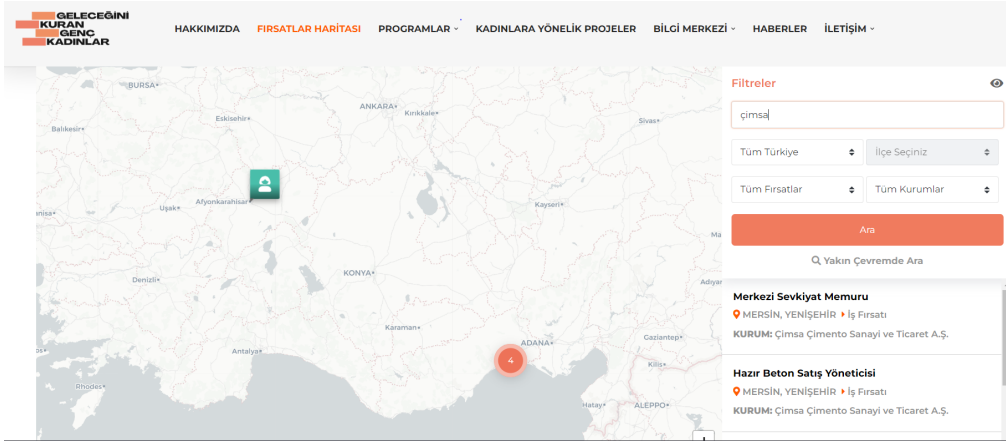 GELECEĞİNİ
KURAN
GENÇ
KADINLAR
HAKKIMIZDA FIRSATLAR HARİTASI PROGRAMLAR KADINLARA YÖNELİK PROJELER BİLGİ MERKEZİ HABERLER İLETİŞİM
BURSA
ANKARA
Kırıkkale
Eskisehir
Sivas
Balıkesir
Afyonkarahisar
Uşak
Kayseri
anisa
Ma
KONYA
Denizli
Adıyar
Karaman
ADANA
Gaziantep
Antalya
4
Kilis
Rhodes
Hatay
ALEPPO
Filtreler
çimsa
Tüm Türkiye
İlçe Seçiniz
Tüm Fırsatlar
Tüm Kurumlar
Ara
Yakın Çevremde Ara
Merkezi Sevkiyat Memuru
MERSİN, YENİŞEHİR İş Fırsatı
KURUM: Çimsa Çimento Sanayi ve Ticaret A.Ş.
Hazır Beton Satış Yöneticisi
MERSİN, YENİŞEHİR İş Fırsatı
KURUM: Çimsa Çimento Sanayi ve Ticaret A.Ş.